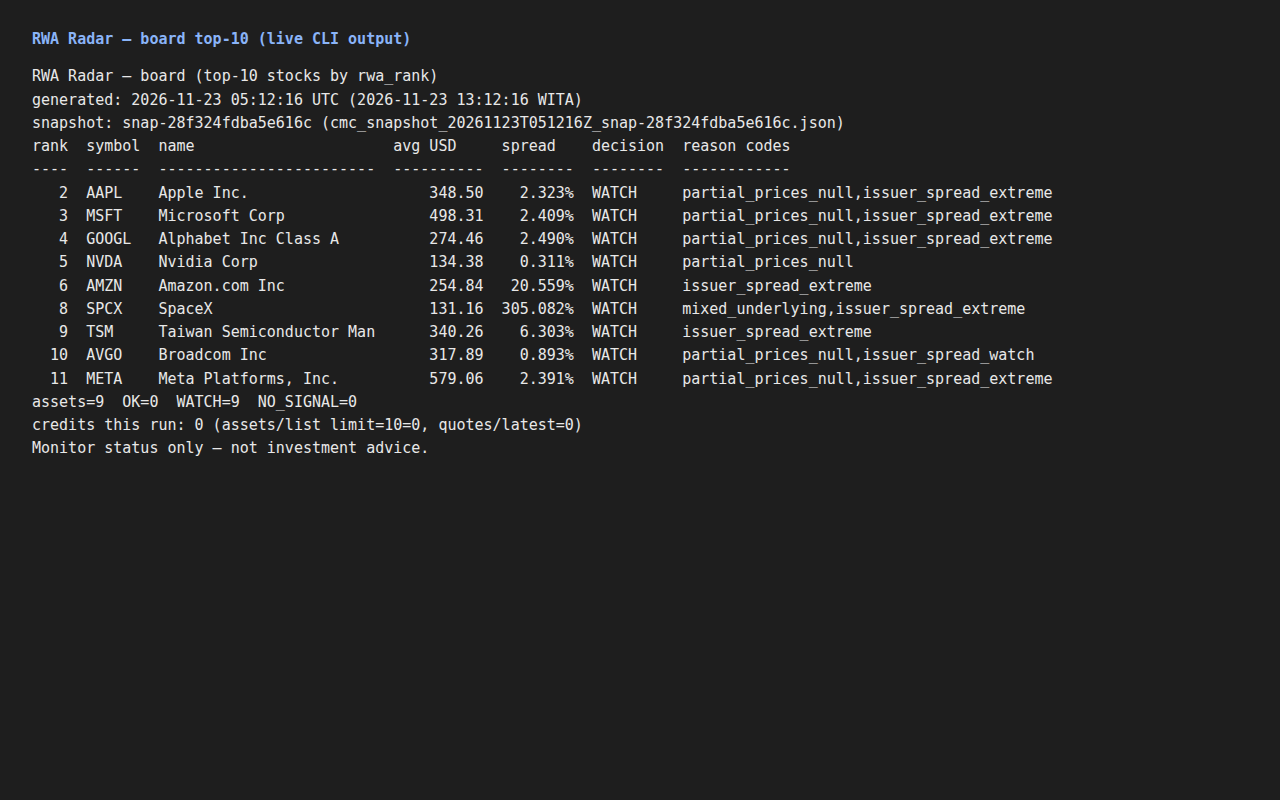 RWA Radar — board top-10 (live CLI output)
RWA Radar — board (top-10 stocks by rwa_rank)
generated: 2026-11-23 05:12:16 UTC (2026-11-23 13:12:16 WITA)
snapshot: snap-28f324fdba5e616c (cmc_snapshot_20261123T051216Z_snap-28f324fdba5e616c.json)
rank  symbol  name                      avg USD     spread    decision  reason codes
----  ------  ------------------------  ----------  --------  --------  ------------
   2  AAPL    Apple Inc.                    348.50    2.323%  WATCH     partial_prices_null,issuer_spread_extreme
   3  MSFT    Microsoft Corp                498.31    2.409%  WATCH     partial_prices_null,issuer_spread_extreme
   4  GOOGL   Alphabet Inc Class A          274.46    2.490%  WATCH     partial_prices_null,issuer_spread_extreme
   5  NVDA    Nvidia Corp                   134.38    0.311%  WATCH     partial_prices_null
   6  AMZN    Amazon.com Inc                254.84   20.559%  WATCH     issuer_spread_extreme
   8  SPCX    SpaceX                        131.16  305.082%  WATCH     mixed_underlying,issuer_spread_extreme
   9  TSM     Taiwan Semiconductor Man      340.26    6.303%  WATCH     issuer_spread_extreme
  10  AVGO    Broadcom Inc                  317.89    0.893%  WATCH     partial_prices_null,issuer_spread_watch
  11  META    Meta Platforms, Inc.          579.06    2.391%  WATCH     partial_prices_null,issuer_spread_extreme
assets=9  OK=0  WATCH=9  NO_SIGNAL=0
credits this run: 0 (assets/list limit=10=0, quotes/latest=0)
Monitor status only — not investment advice.